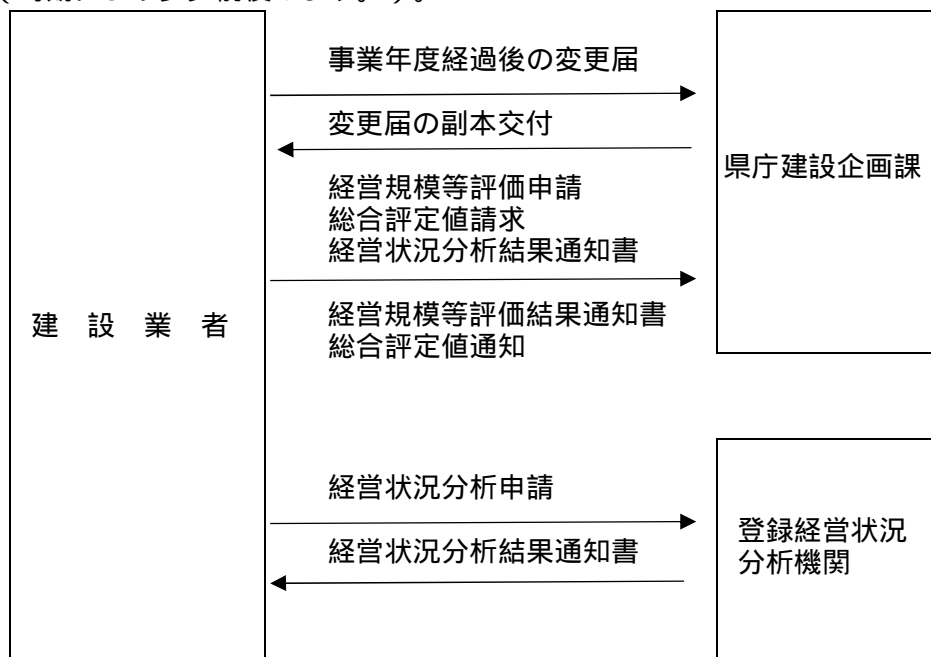 事業年度経過後の変更届
変更届の副本交付
県庁建設企画課
経営規模等評価申請
総合評定値請求
経営状況分析結果通知書
建設業者
経営規模等評価結果通知書
総合評定値通知
経営状況分析申請
経営状況分析結果通知書
登録経営状況
分析機関